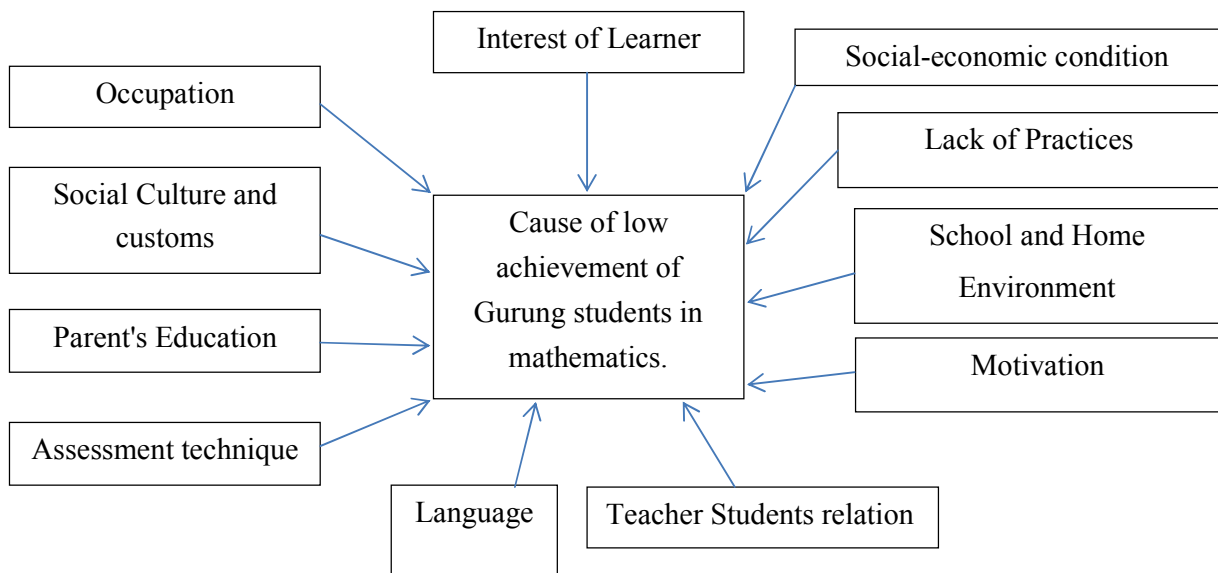 Interest of Learner
Social-economic condition
Occupation
Lack of Practices
Social Culture and
customs
Cause of low
achievement of
Gurung students in
mathematics.
School and Home
Environment
Parent's Education
Motivation
Assessment technique
Language
Teacher Students relation